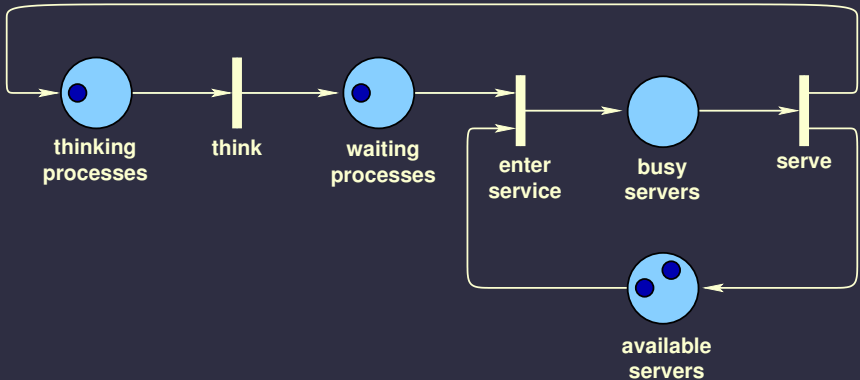 thinking
processes
think
waiting
processes
enter
service
busy
servers
serve
available
servers